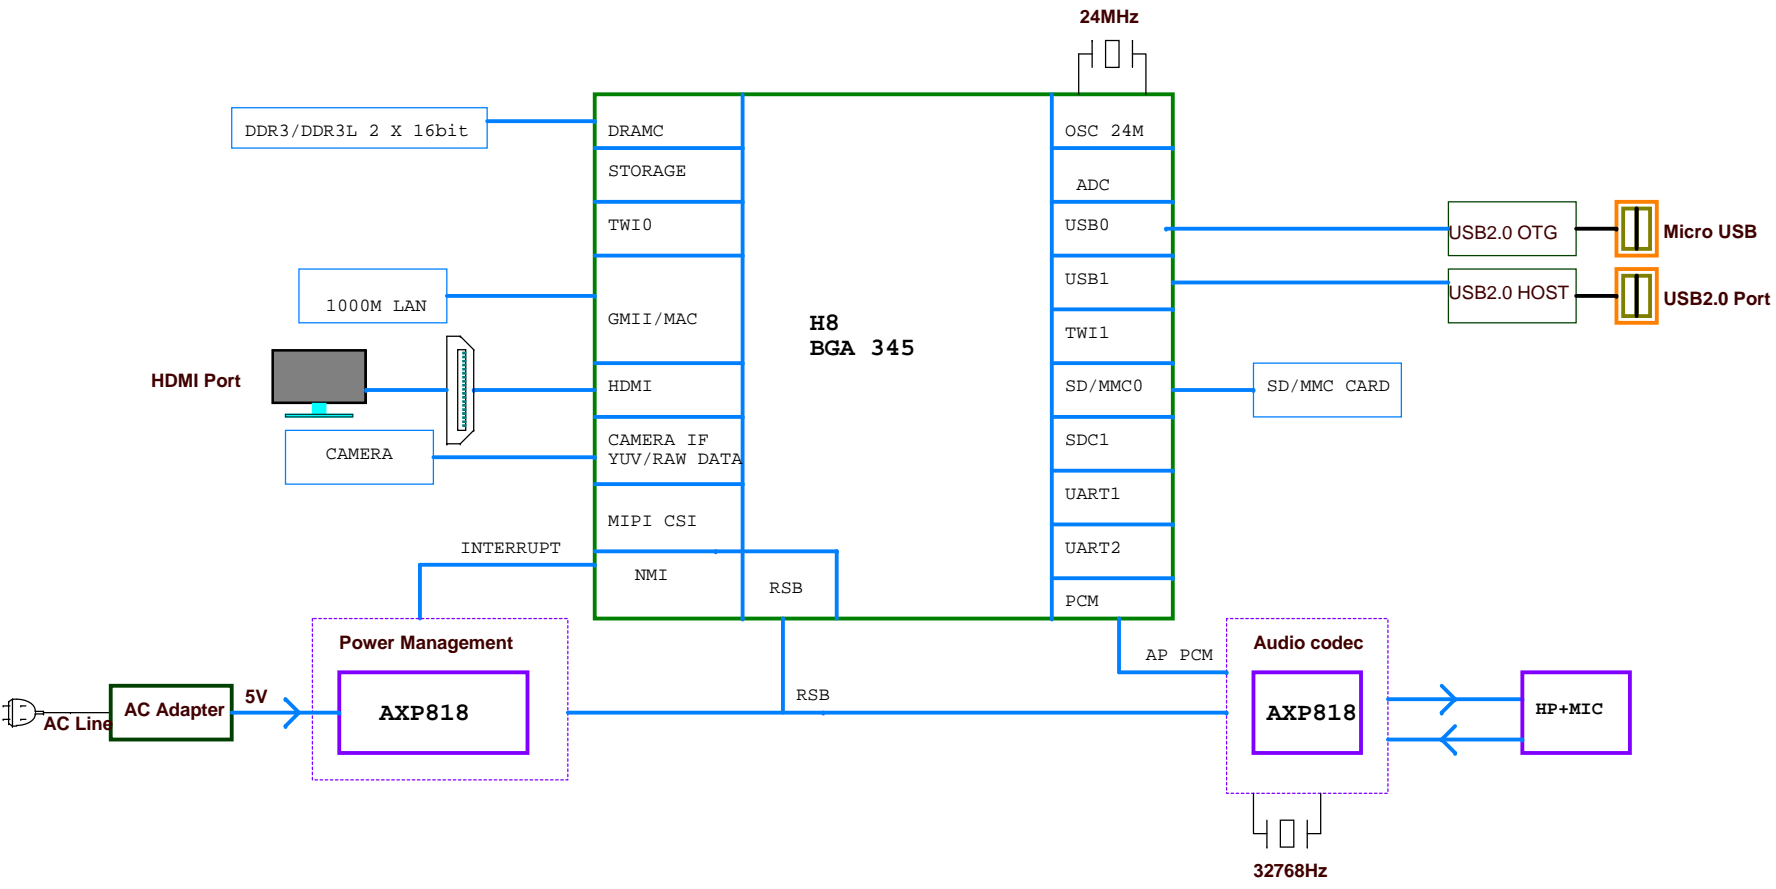 24MHz
DDR3/DDR3L 2 X 16bit
DRAMC
OSC 24M
STORAGE
ADC
TWI0
USB0
USB2.0 OTG
Micro USB
USB1
USB2.0 HOST
USB2.0 Port
1000M LAN
GMII/MAC
H8
BGA 345
TWI1
HDMI Port
HDMI
SD/MMC0
SD/MMC CARD
CAMERA
CAMERA IF
YUV/RAW DATA
SDC1
MIPI CSI
UART1
INTERRUPT
NMI
RSB
UART2
PCM
Power Management
AP PCM
Audio codec
AC Line
AC Adapter
5V
AXP818
RSB
AXP818
HP+MIC
32768Hz